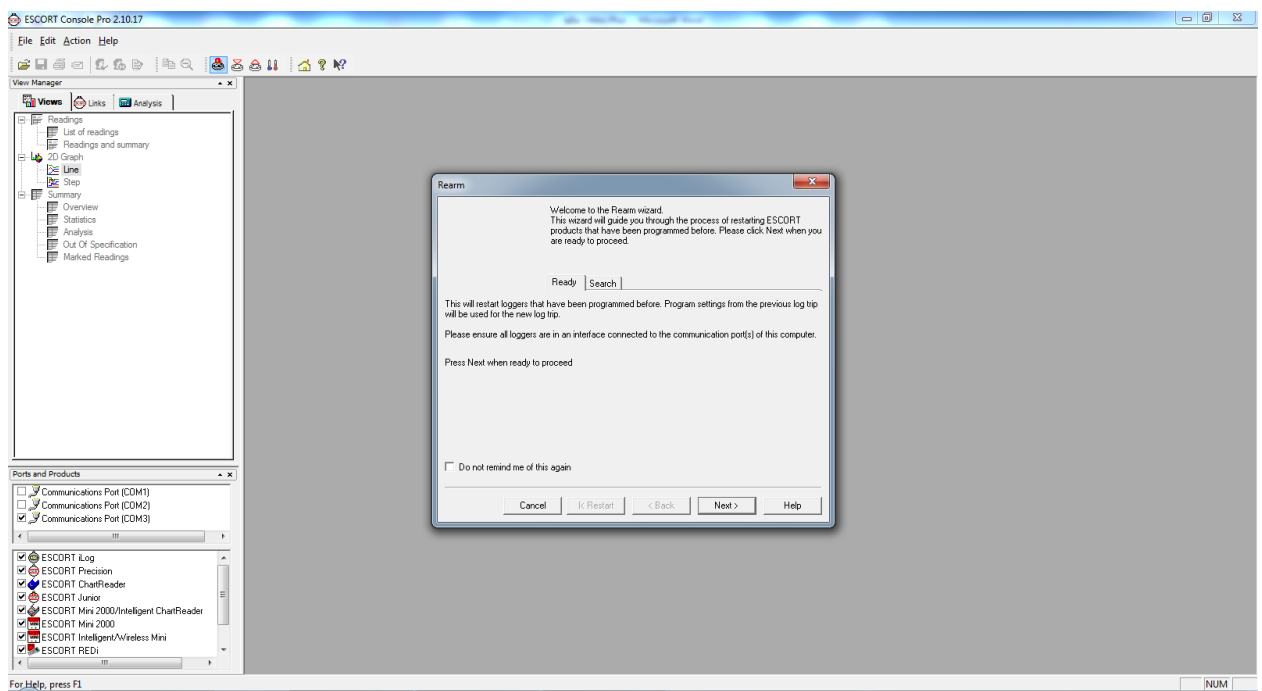 ESCORT Console Pro 2.10.17
File Edit Action Help
View Manager
Views Links Analysis
Readings
List of readings
Readings and summary
2D Graph
Line
Step
Summary
Overview
Statistics
Analysis
Out Of Specification
Marked Readings
Rearm
Welcome to the Rearm wizard.
This wizard will guide you through the process of restarting ESCORT
products that have been programmed before. Please click Next when you
are ready to proceed.
Ready Search
This will restart loggers that have been programmed before. Program settings from the previous log trip
will be used for the new log trip.
Please ensure all loggers are in an interface connected to the communication port(s) of this computer.
Press Next when ready to proceed
Do not remind me of this again
Cancel |< Restart < Back Next > Help
Ports and Products
Communications Port (COM1)
Communications Port (COM2)
Communications Port (COM3)
ESCORT iLog
ESCORT Precision
ESCORT ChartReader
ESCORT Junior
ESCORT Mini 2000/Intelligent ChartReader
ESCORT Mini 2000
ESCORT Intelligent/Wireless Mini
ESCORT REDi
For Help, press F1
NUM